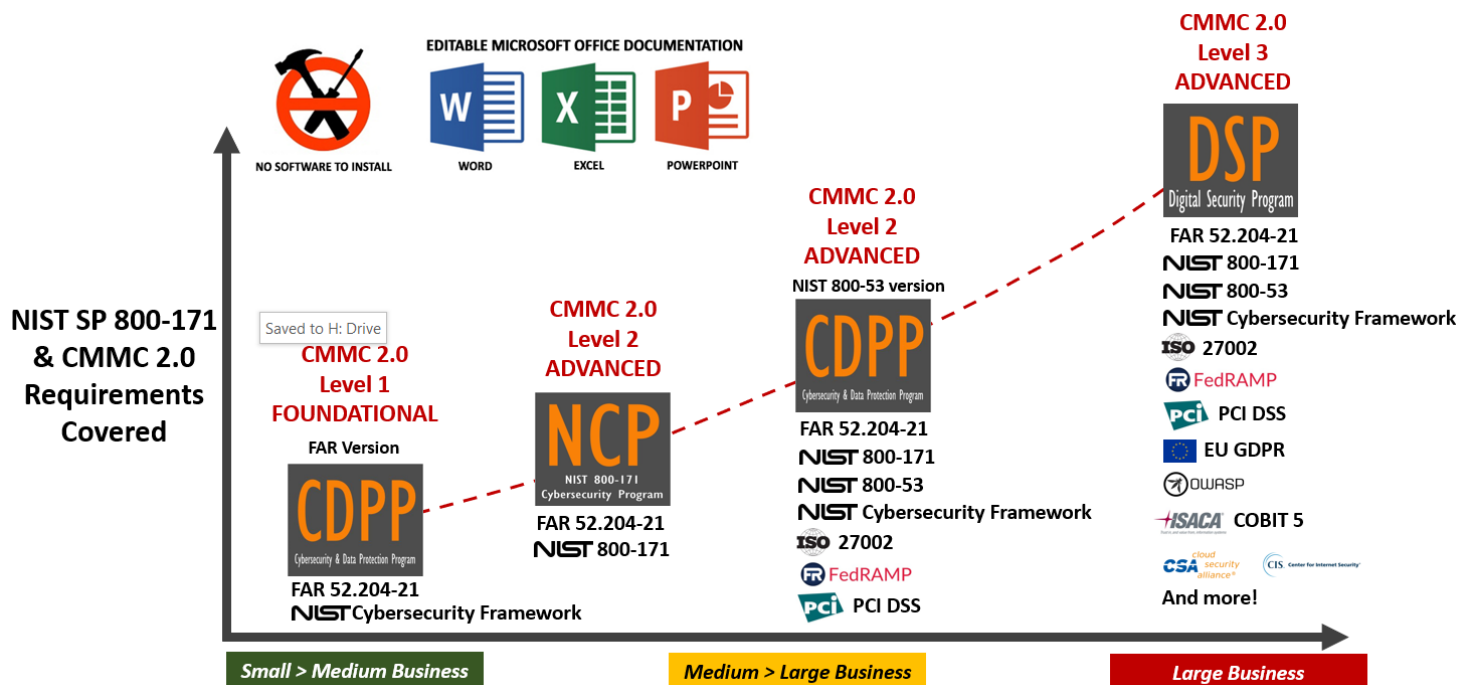 EDITABLE MICROSOFT OFFICE DOCUMENTATION
NO SOFTWARE TO INSTALL
W
WORD
X
EXCEL
P
POWERPOINT
NIST SP 800-171
& CMMC 2.0
Requirements
Covered
Saved to H: Drive
CMMC 2.0
Level 1
FOUNDATIONAL
FAR Version
CDPP
Cybersecurity & Data Protection Program
FAR 52.204-21
NIST Cybersecurity Framework
CMMC 2.0
Level 2
ADVANCED
NCP
NIST 800-171
Cybersecurity Program
FAR 52.204-21
NIST 800-171
CMMC 2.0
Level 2
ADVANCED
NIST 800-53 version
CDPP
Cybersecurity & Data Protection Program
FAR 52.204-21
NIST 800-171
NIST 800-53
NIST Cybersecurity Framework
ISO 27002
FR FedRAMP
PCI PCI DSS
CMMC 2.0
Level 3
ADVANCED
DSP
Digital Security Program
FAR 52.204-21
NIST 800-171
NIST 800-53
NIST Cybersecurity Framework
ISO 27002
FR FedRAMP
PCI PCI DSS
EU GDPR
OWASP
ISACA COBIT 5
CSA cloud security alliance®
CIS. Center for Internet Security®
And more!
Small > Medium Business
Medium > Large Business
Large Business